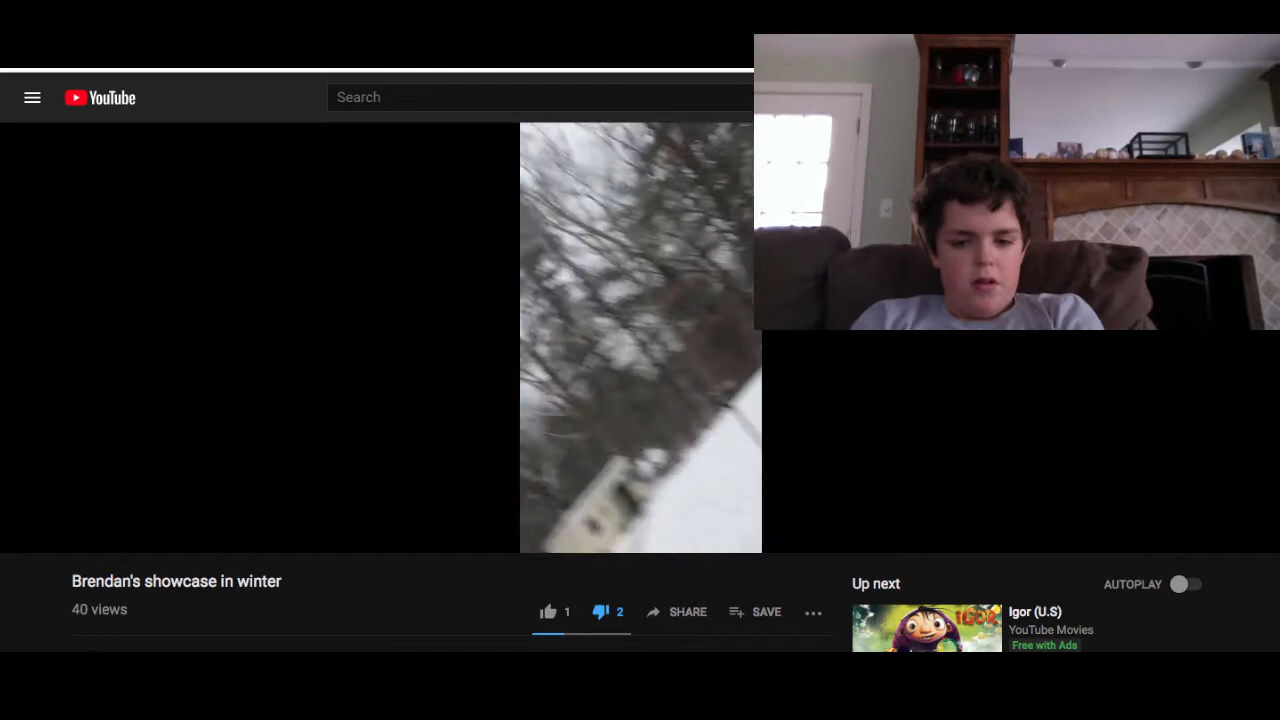 YouTube
Search
Brendan's showcase in winter
40 views
1
2
SHARE
SAVE
Up next
AUTOPLAY
IGOR
Igor (U.S)
YouTube Movies
Free with Ads